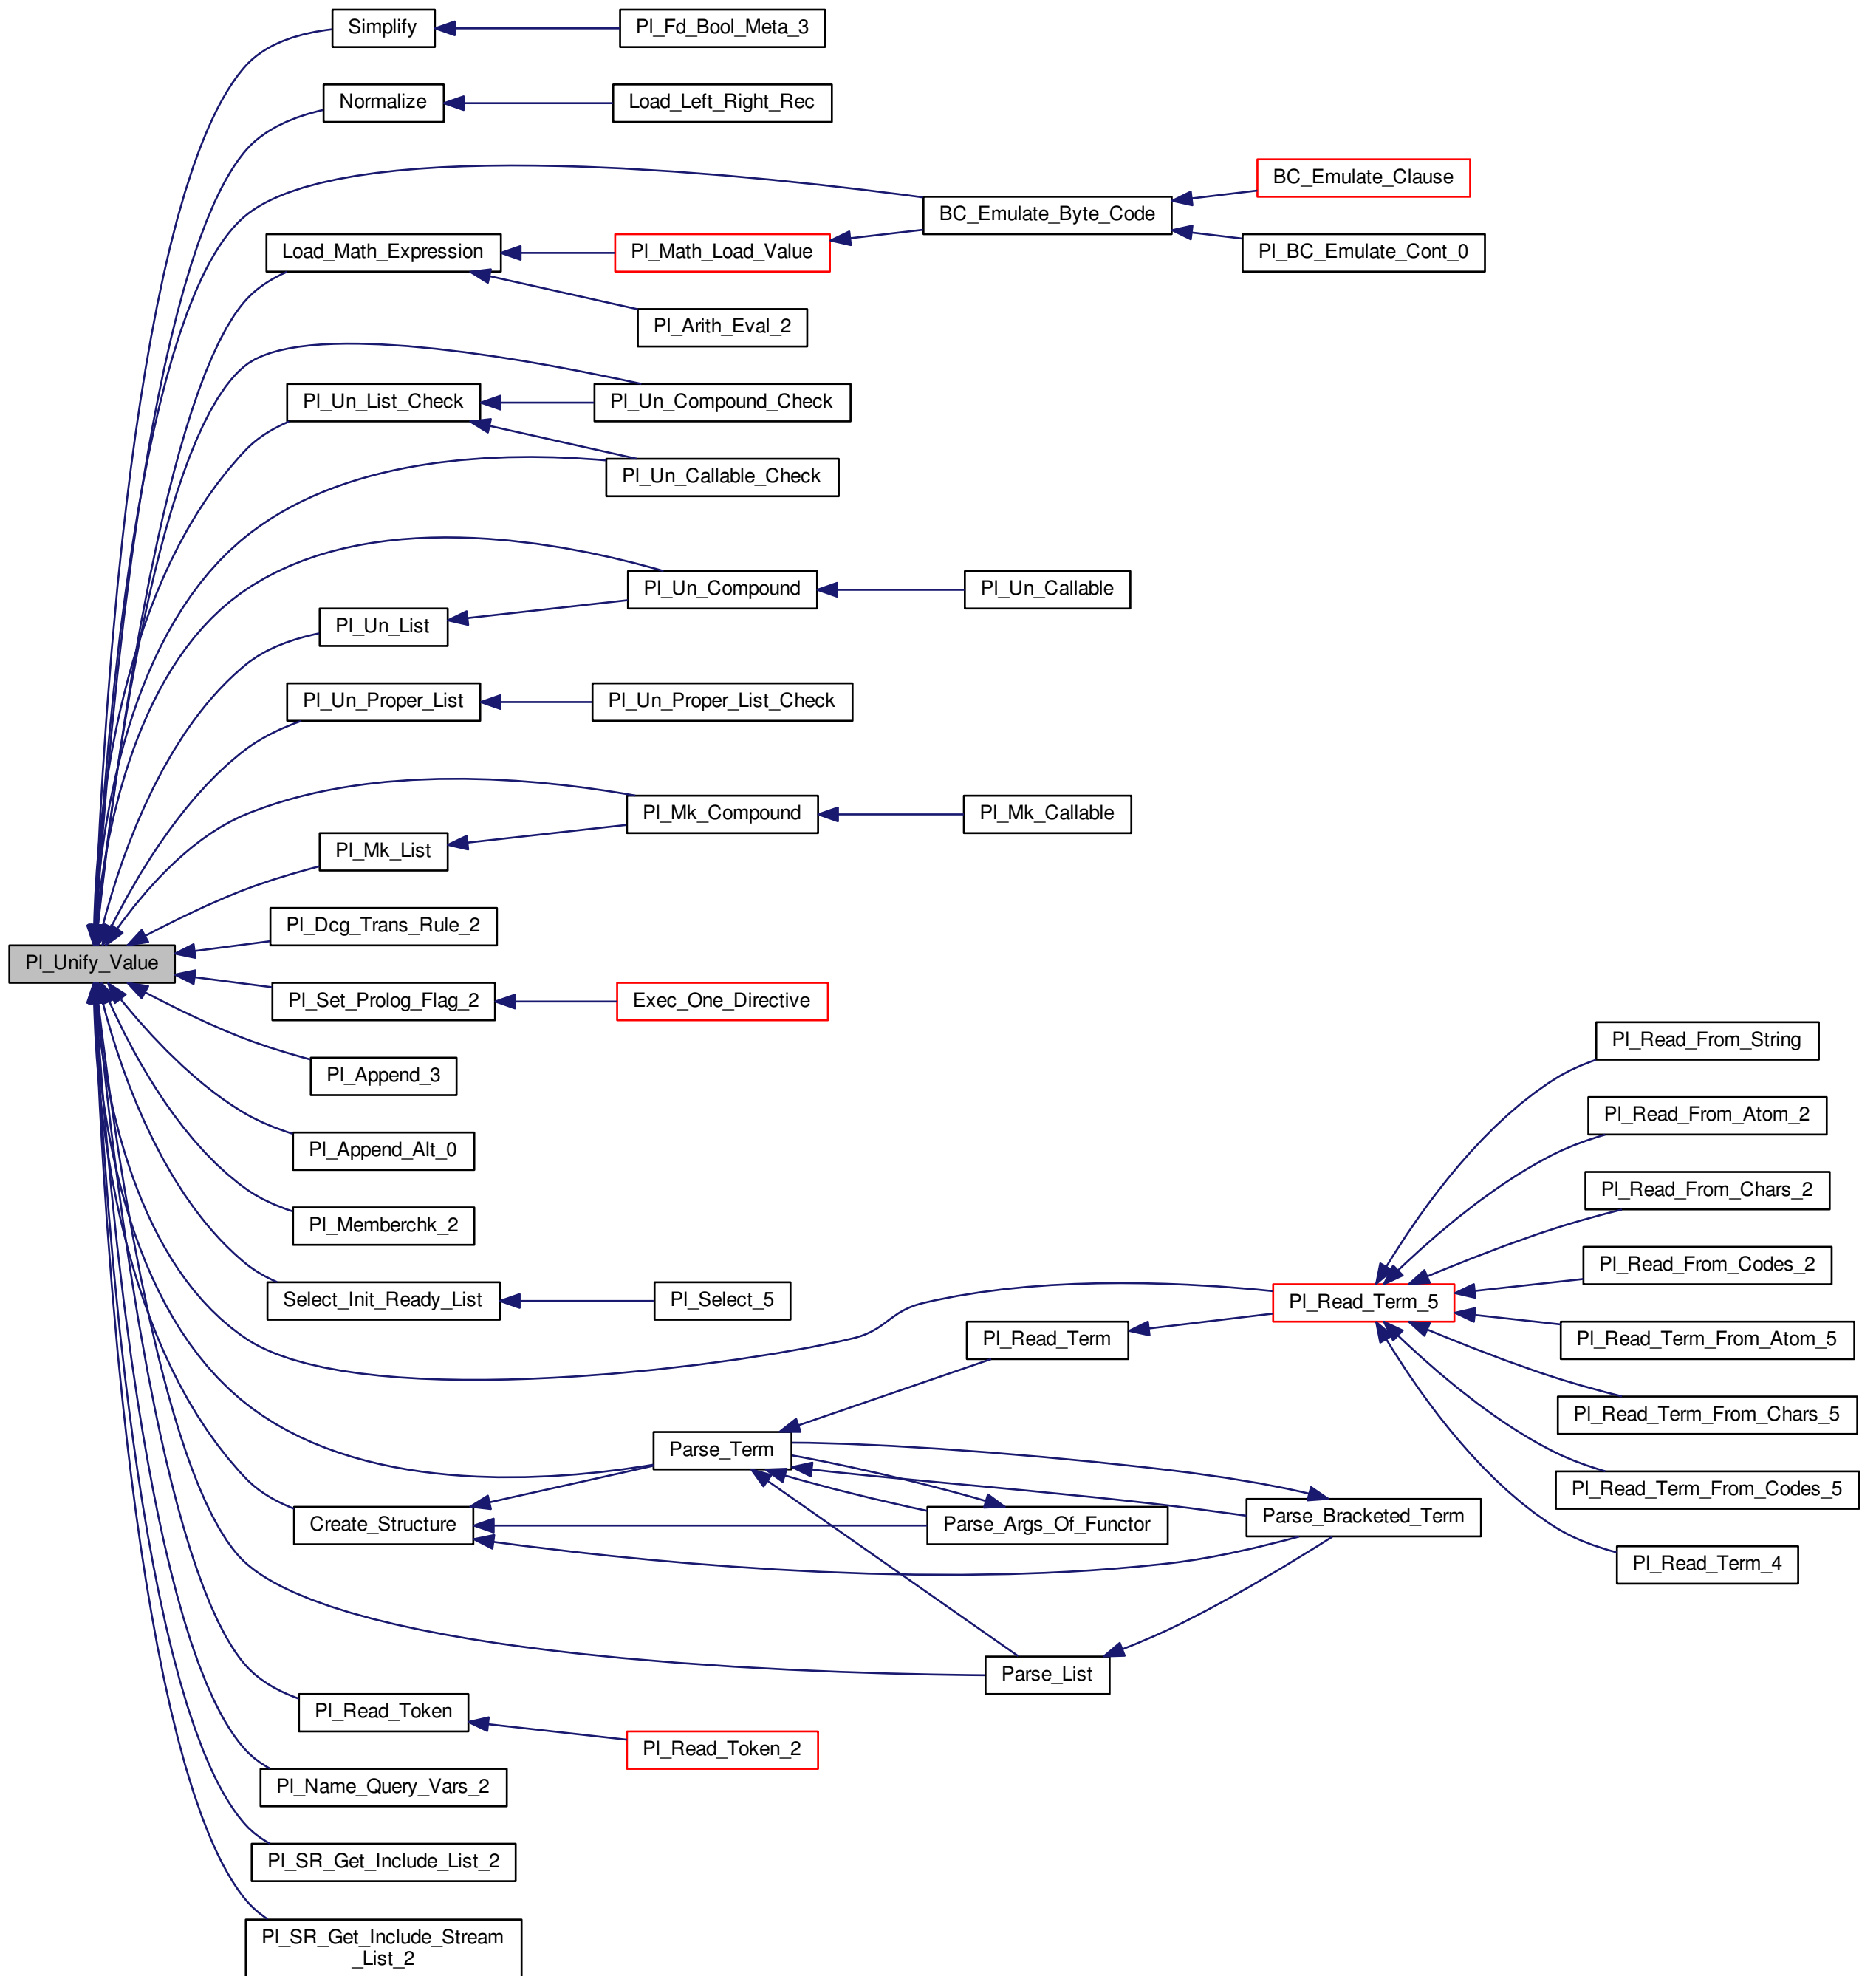 Simplify
Pl_Fd_Bool_Meta_3
Normalize
Load_Left_Right_Rec
BC_Emulate_Clause
BC_Emulate_Byte_Code
Load_Math_Expression
Pl_Math_Load_Value
Pl_BC_Emulate_Cont_0
Pl_Arith_Eval_2
Pl_Un_List_Check
Pl_Un_Compound_Check
Pl_Un_Callable_Check
Pl_Un_Compound
Pl_Un_Callable
Pl_Un_List
Pl_Un_Proper_List
Pl_Un_Proper_List_Check
Pl_Mk_Compound
Pl_Mk_Callable
Pl_Mk_List
Pl_Dcg_Trans_Rule_2
Pl_Unify_Value
Pl_Set_Prolog_Flag_2
Exec_One_Directive
Pl_Read_From_String
Pl_Append_3
Pl_Read_From_Atom_2
Pl_Append_Alt_0
Pl_Read_From_Chars_2
Pl_Memberchk_2
Pl_Read_From_Codes_2
Select_Init_Ready_List
Pl_Select_5
Pl_Read_Term_5
Pl_Read_Term
Pl_Read_Term_From_Atom_5
Pl_Read_Term_From_Chars_5
Parse_Term
Pl_Read_Term_From_Codes_5
Create_Structure
Parse_Args_Of_Functor
Parse_Bracketed_Term
Pl_Read_Term_4
Parse_List
Pl_Read_Token
Pl_Read_Token_2
Pl_Name_Query_Vars_2
Pl_SR_Get_Include_List_2
Pl_SR_Get_Include_Stream
_List_2